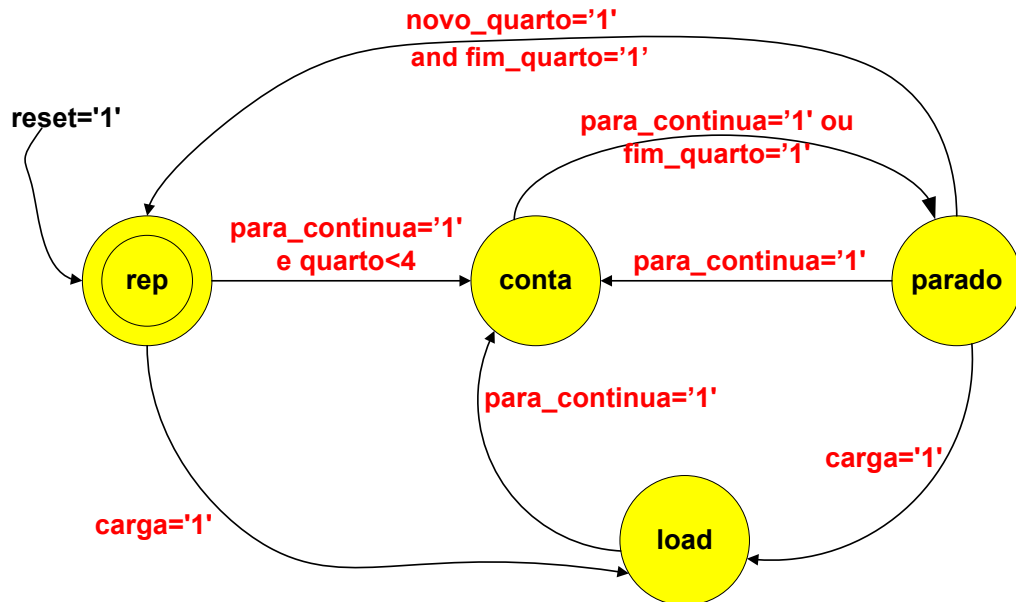 novo_quarto='1'
and fim_quarto=’1’
reset='1'
para_continua=’1' ou
fim_quarto=’1'
para_continua=’1'
e quarto<4
rep
conta
para_continua=’1'
parado
para_continua=’1'
carga='1'
carga='1'
load